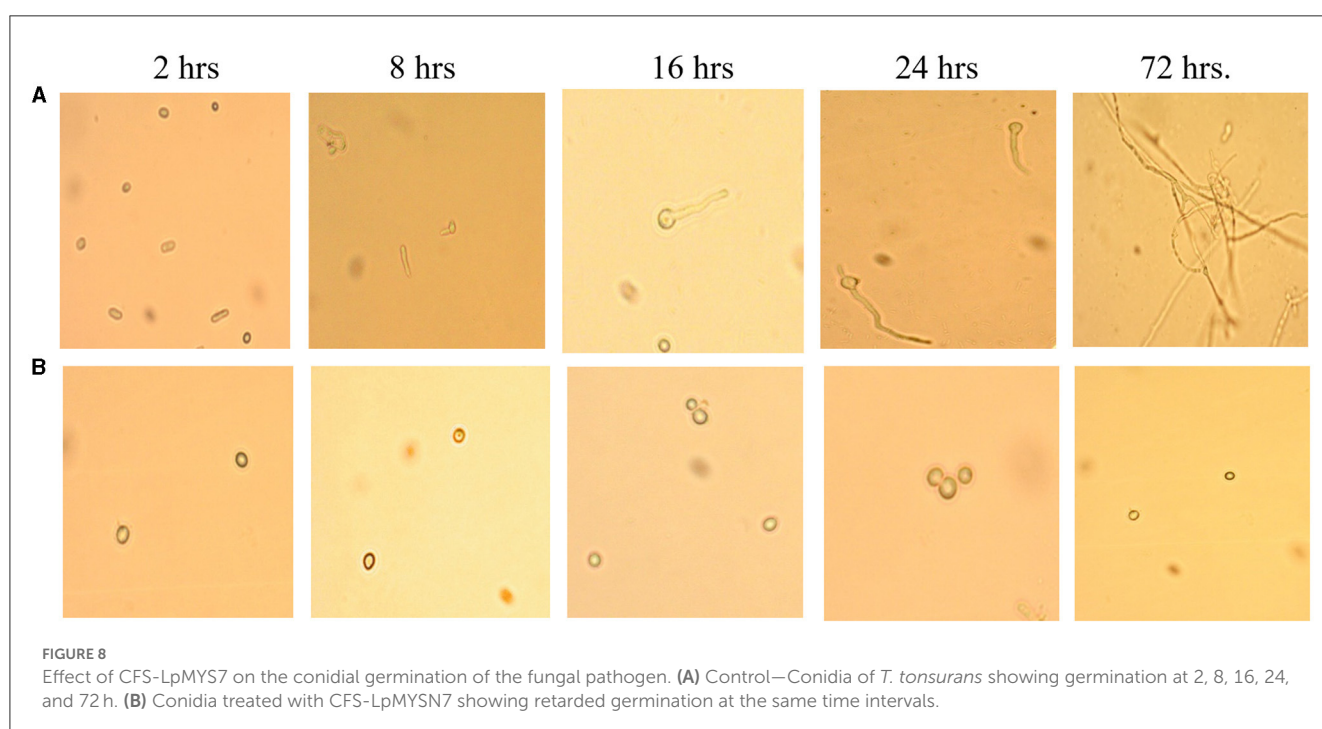 2 hrs 8 hrs 16 hrs 24 hrs 72 hrs.
A
B
FIGURE 8
Effect of CFS-LpMYS7 on the conidial germination of the fungal pathogen. (A) Control—Conidia of T. tonsurans showing germination at 2, 8, 16, 24,
and 72 h. (B) Conidia treated with CFS-LpMYSN7 showing retarded germination at the same time intervals.